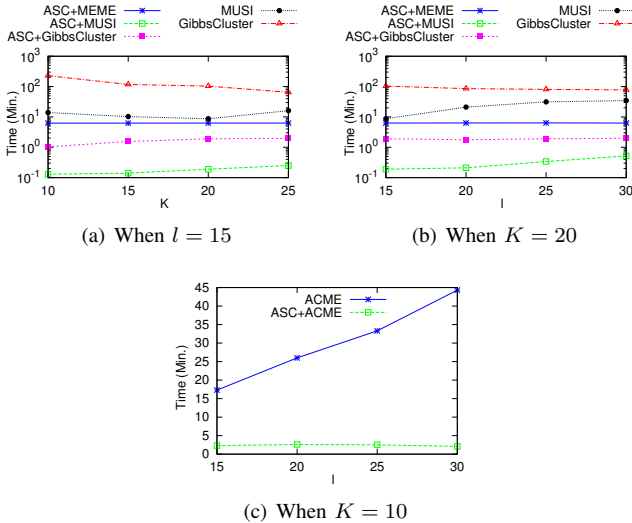 ASC+MEME MUSI
ASC+MUSI GibbsCluster
ASC+GibbsCluster
Time (Min.)
10^3
10^2
10^1
10^0
10^-1
10 15 20 25
K
(a) When l = 15
ASC+MEME MUSI
ASC+MUSI GibbsCluster
ASC+GibbsCluster
Time (Min.)
10^3
10^2
10^1
10^0
10^-1
15 20 25 30
l
(b) When K = 20
ACME
ASC+ACME
Time (Min.)
45
40
35
30
25
20
15
10
5
0
15 20 25 30
l
(c) When K = 10